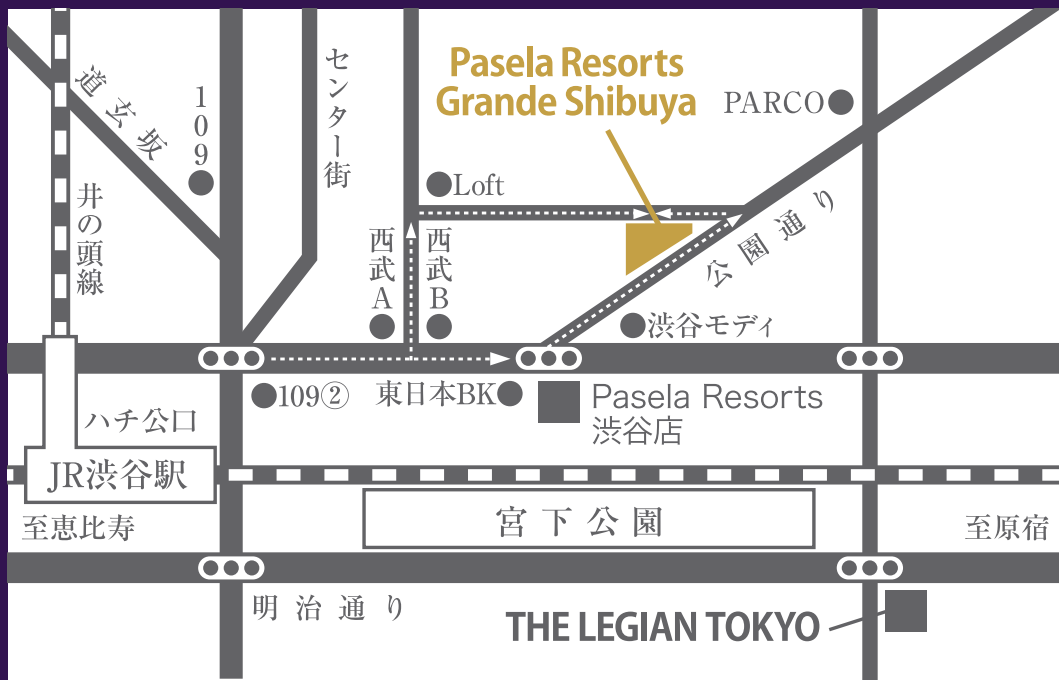 Pasela Resorts
Grande Shibuya
PARCO
センター街
109
道玄坂
Loft
井の頭線
西武A
西武B
公園通り
渋谷モディ
109②
東日本BK
Pasela Resorts
渋谷店
ハチ公口
JR渋谷駅
宮下公園
至恵比寿
至原宿
明治通り
THE LEGIAN TOKYO